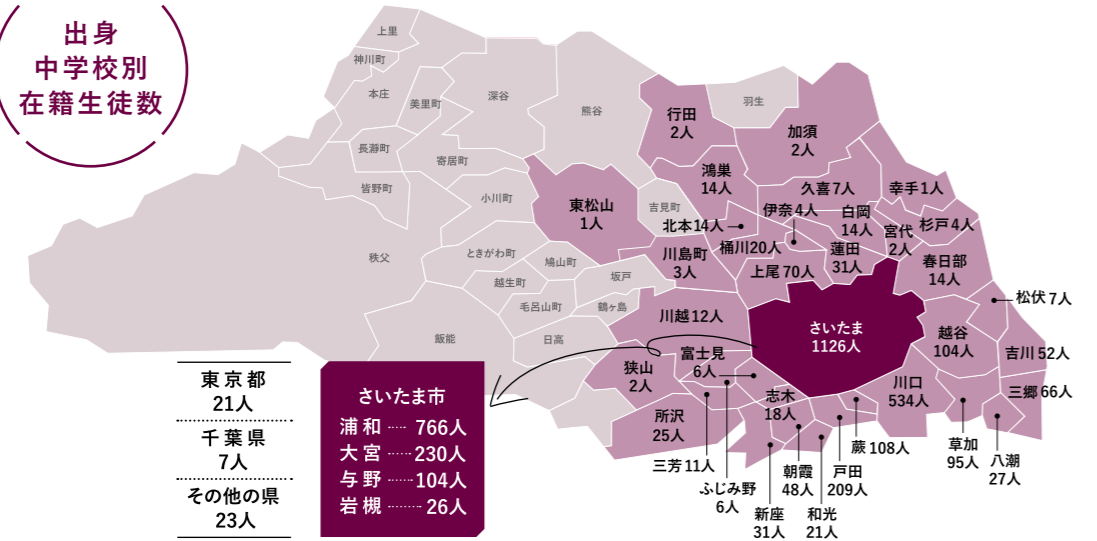 出身
中学校別
在籍生徒数
上里
神川町
本庄
美里町
深谷
熊谷
行田
2人
羽生
加須
2人
長瀞町
寄居町
皆野町
小川町
東松山
1人
吉見町
鴻巣
14人
久喜7人
幸手1人
北本14人
伊奈4人
白岡
14人
宮代
2人
杉戸4人
桶川20人
蓮田
31人
春日部
14人
秩父
ときがわ町
鳩山町
坂戸
川島町
3人
上尾70人
松伏7人
越生町
毛呂山町
鶴ヶ島
川越12人
さいたま
1126人
越谷
104人
吉川52人
飯能
日高
狭山
2人
富士見
6人
志木
18人
川口
534人
三郷66人
所沢
25人
三芳11人
ふじみ野
6人
新座
31人
朝霞
48人
和光
21人
戸田
209人
蕨108人
草加
95人
八潮
27人
東京都
21人
千葉県
7人
その他の県
23人
さいたま市
浦和 ····· 766人
大宮 ····· 230人
与野 ····· 104人
岩槻 ······· 26人